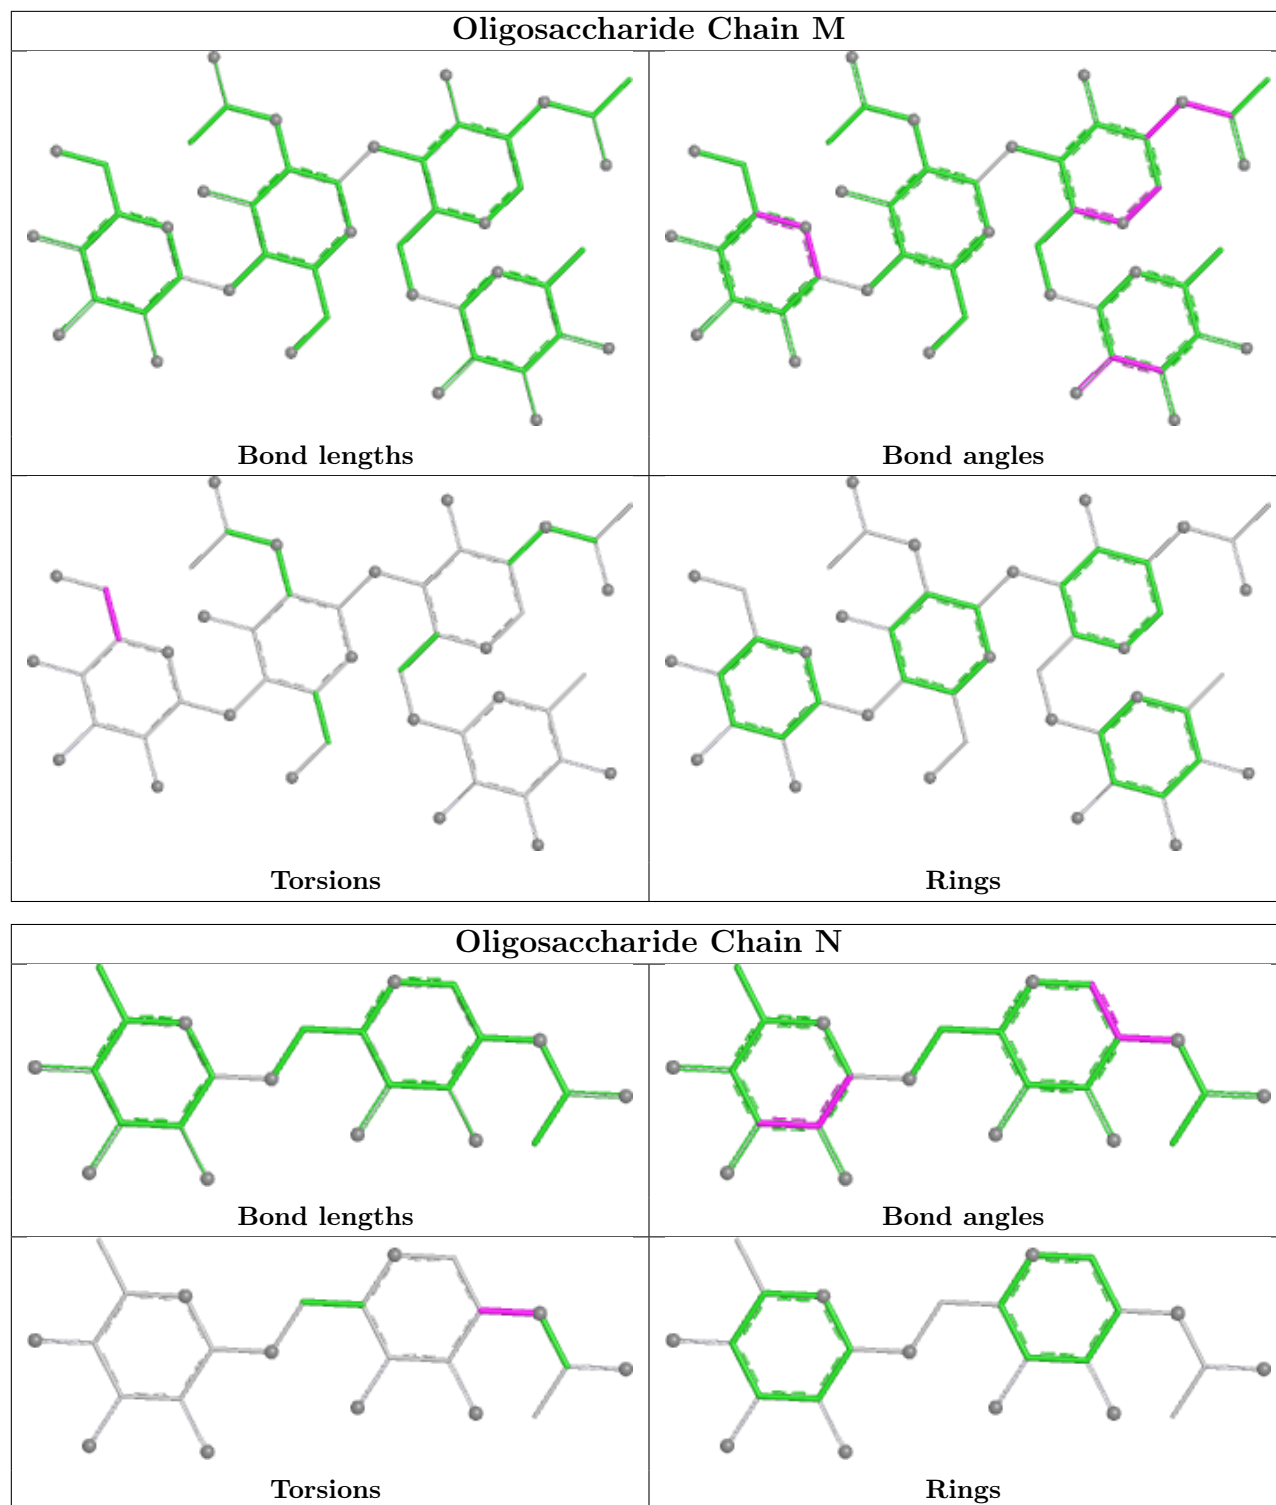 Oligosaccharide Chain M
Bond lengths
Bond angles
Torsions
Rings
Oligosaccharide Chain N
Bond lengths
Bond angles
Torsions
Rings